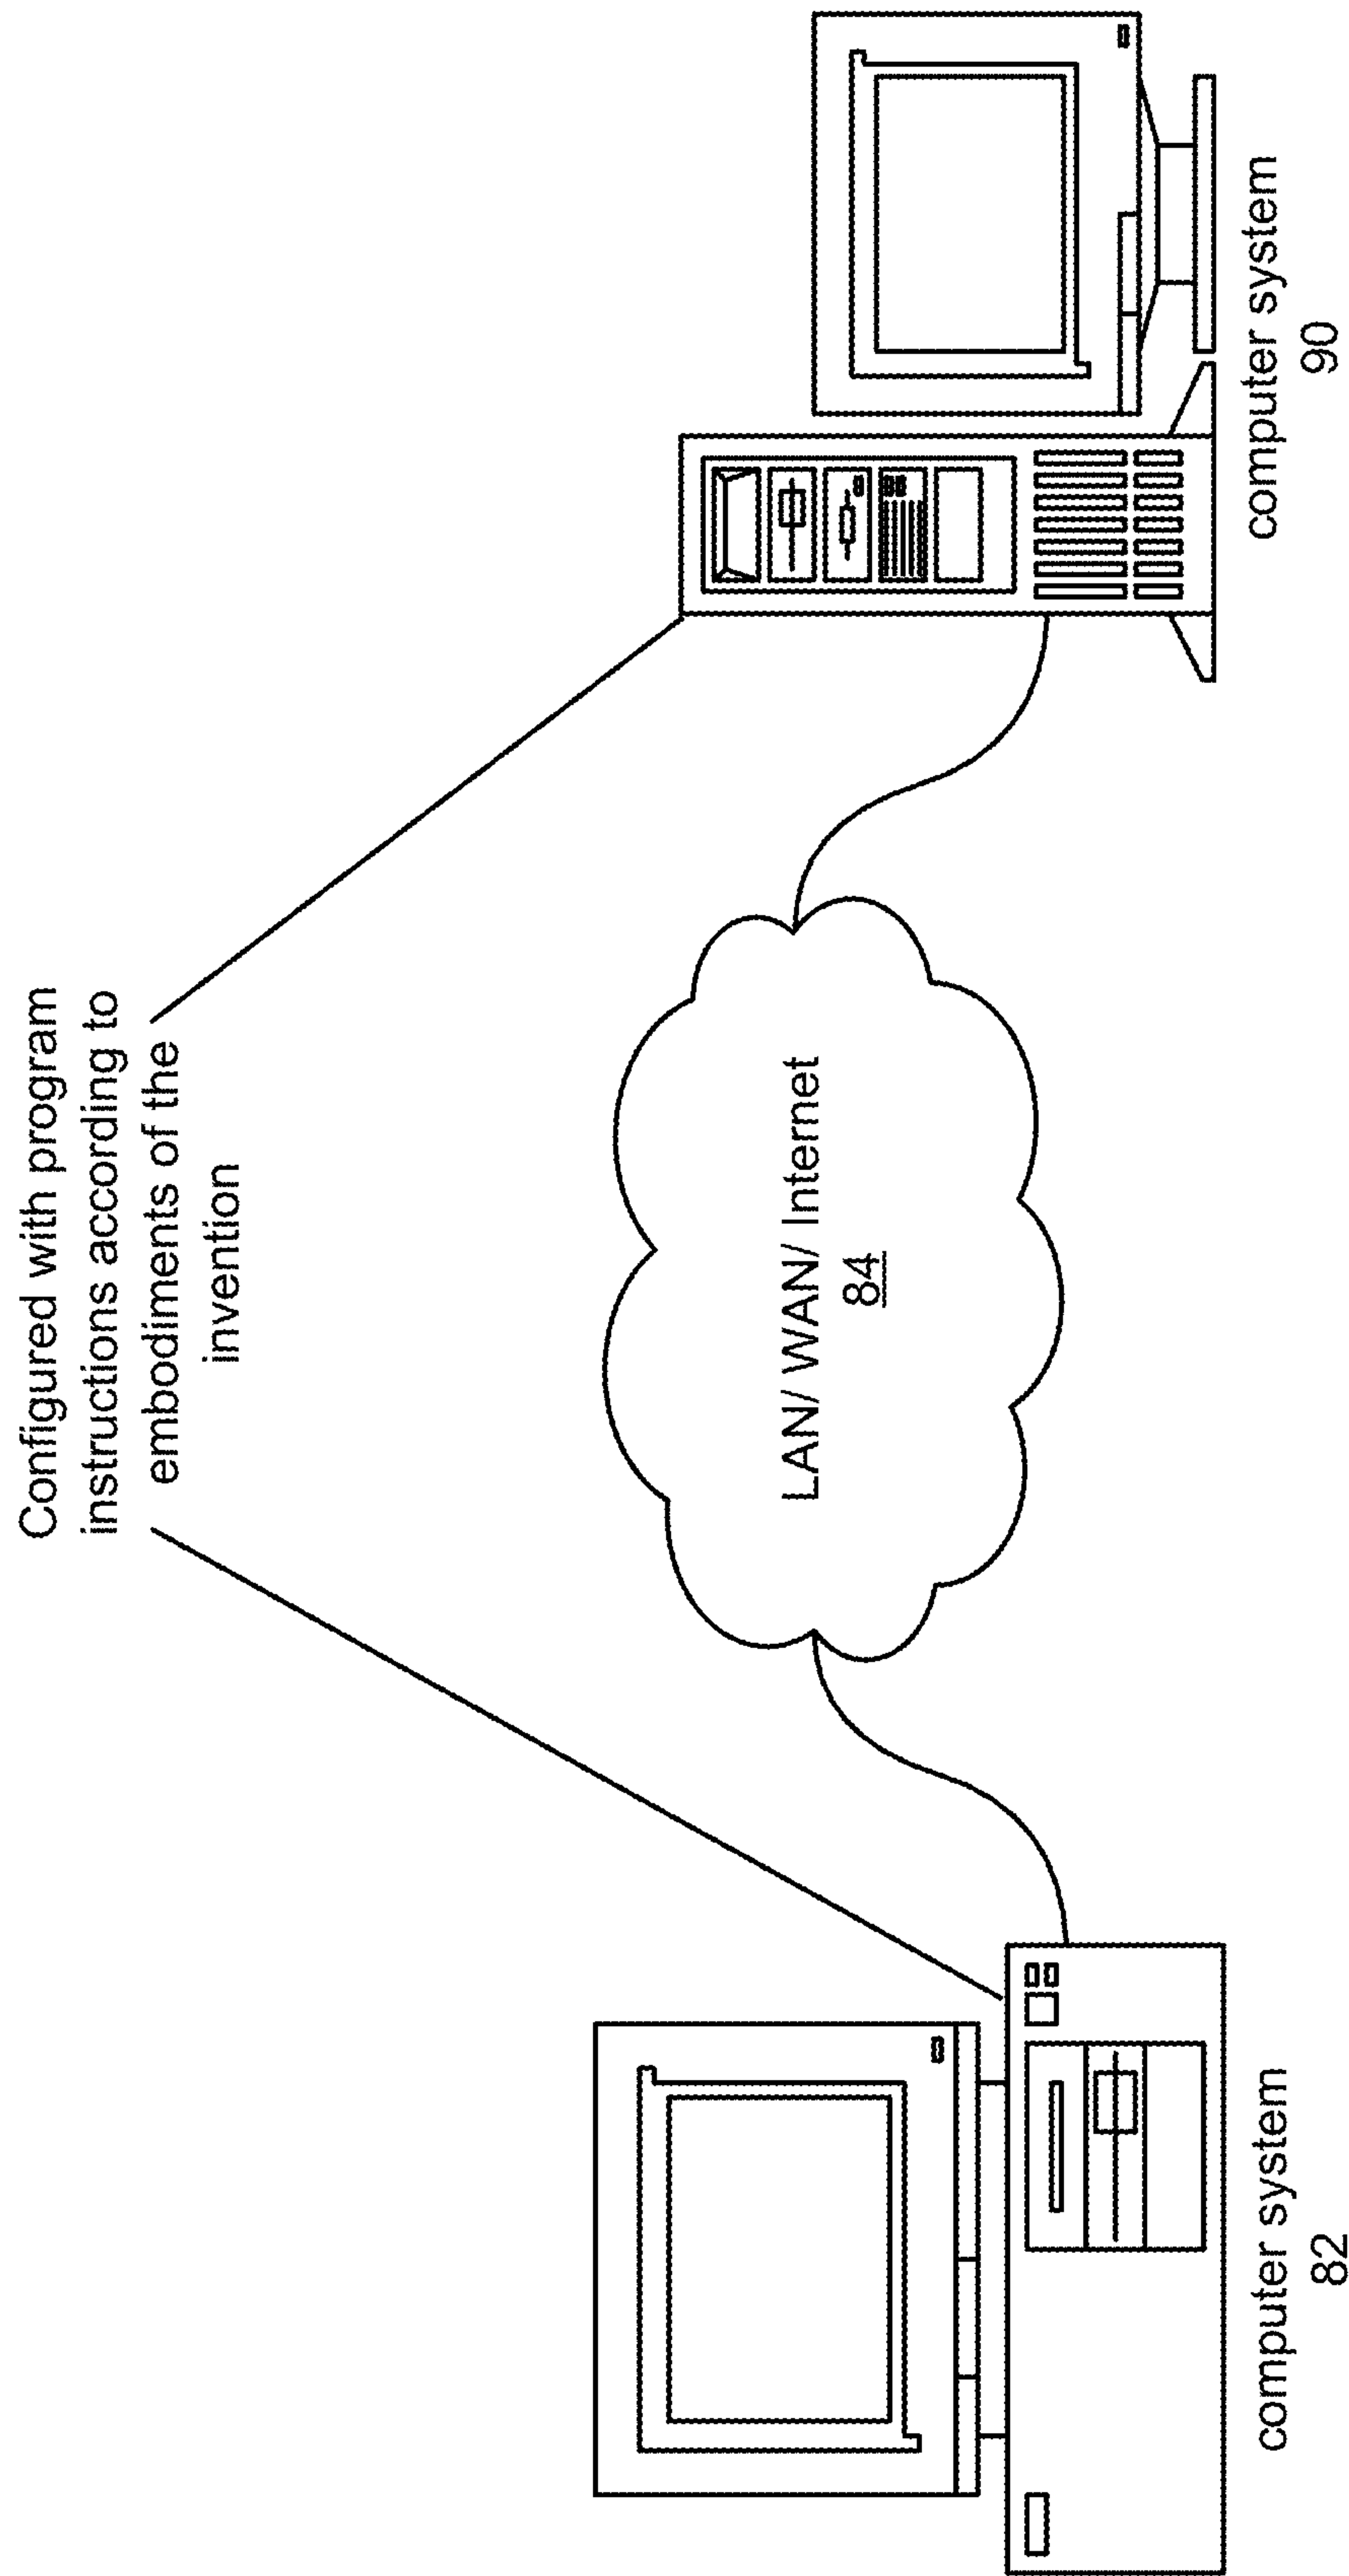 Configured with program
instructions according to
embodiments of the
invention
LAN/ WAN/ Internet
84
computer system
82
computer system
90